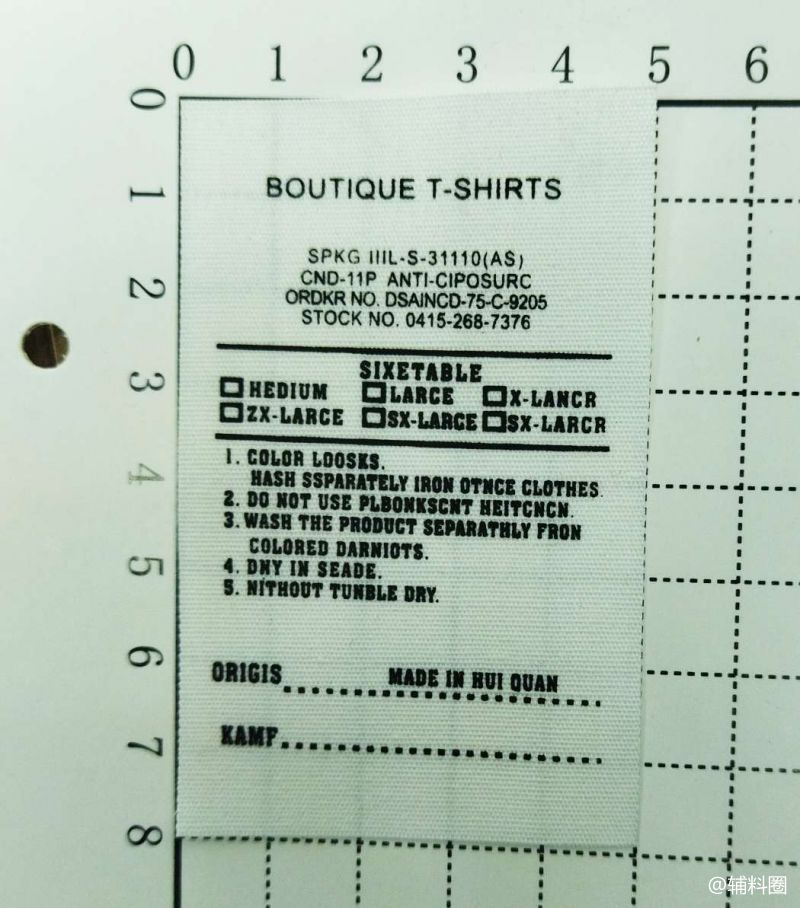 0 1 2 3 4 5 6
0
1
2
3
4
5
6
7
8
BOUTIQUE T-SHIRTS
SPKG IIIL-S-31110(AS)
CND-11P ANTI-CIPOSURC
ORDKR NO. DSAINCD-75-C-9205
STOCK NO. 0415-268-7376
SIXETABLE
HEDIUM LARCE X-LANCR
ZX-LARCE SX-LARCE SX-LARCR
1. COLOR LOOSKS.
HASH SSPARATELY IRON OTNCE CLOTHES.
2. DO NOT USE PLBONKSCNT HEITCNCN.
3. WASH THE PRODUCT SEPARATHLY FRON
COLORED DARNIOTS.
4. DNY IN SEADE.
5. NITHOUT TUNBLE DRY.
ORIGIS MADE IN HUI QUAN
KAMF
@辅料圈